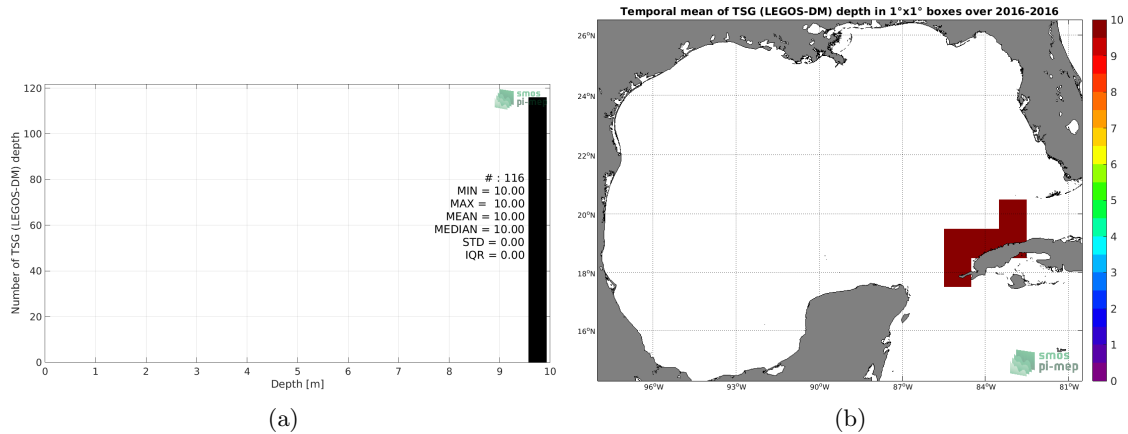 120
100
80
60
40
20
0
0 1 2 3 4 5 6 7 8 9 10
Number of TSG (LEGOS-DM) depth
Depth [m]
smos
pi-mep
# : 116
MIN = 10.00
MAX = 10.00
MEAN = 10.00
MEDIAN = 10.00
STD = 0.00
IQR = 0.00
(a)
Temporal mean of TSG (LEGOS-DM) depth in 1°x1° boxes over 2016-2016
26°N
24°N
22°N
20°N
18°N
16°N
96°W 93°W 90°W 87°W 84°W 81°W
smos
pi-mep
10
9
8
7
6
5
4
3
2
1
0
(b)